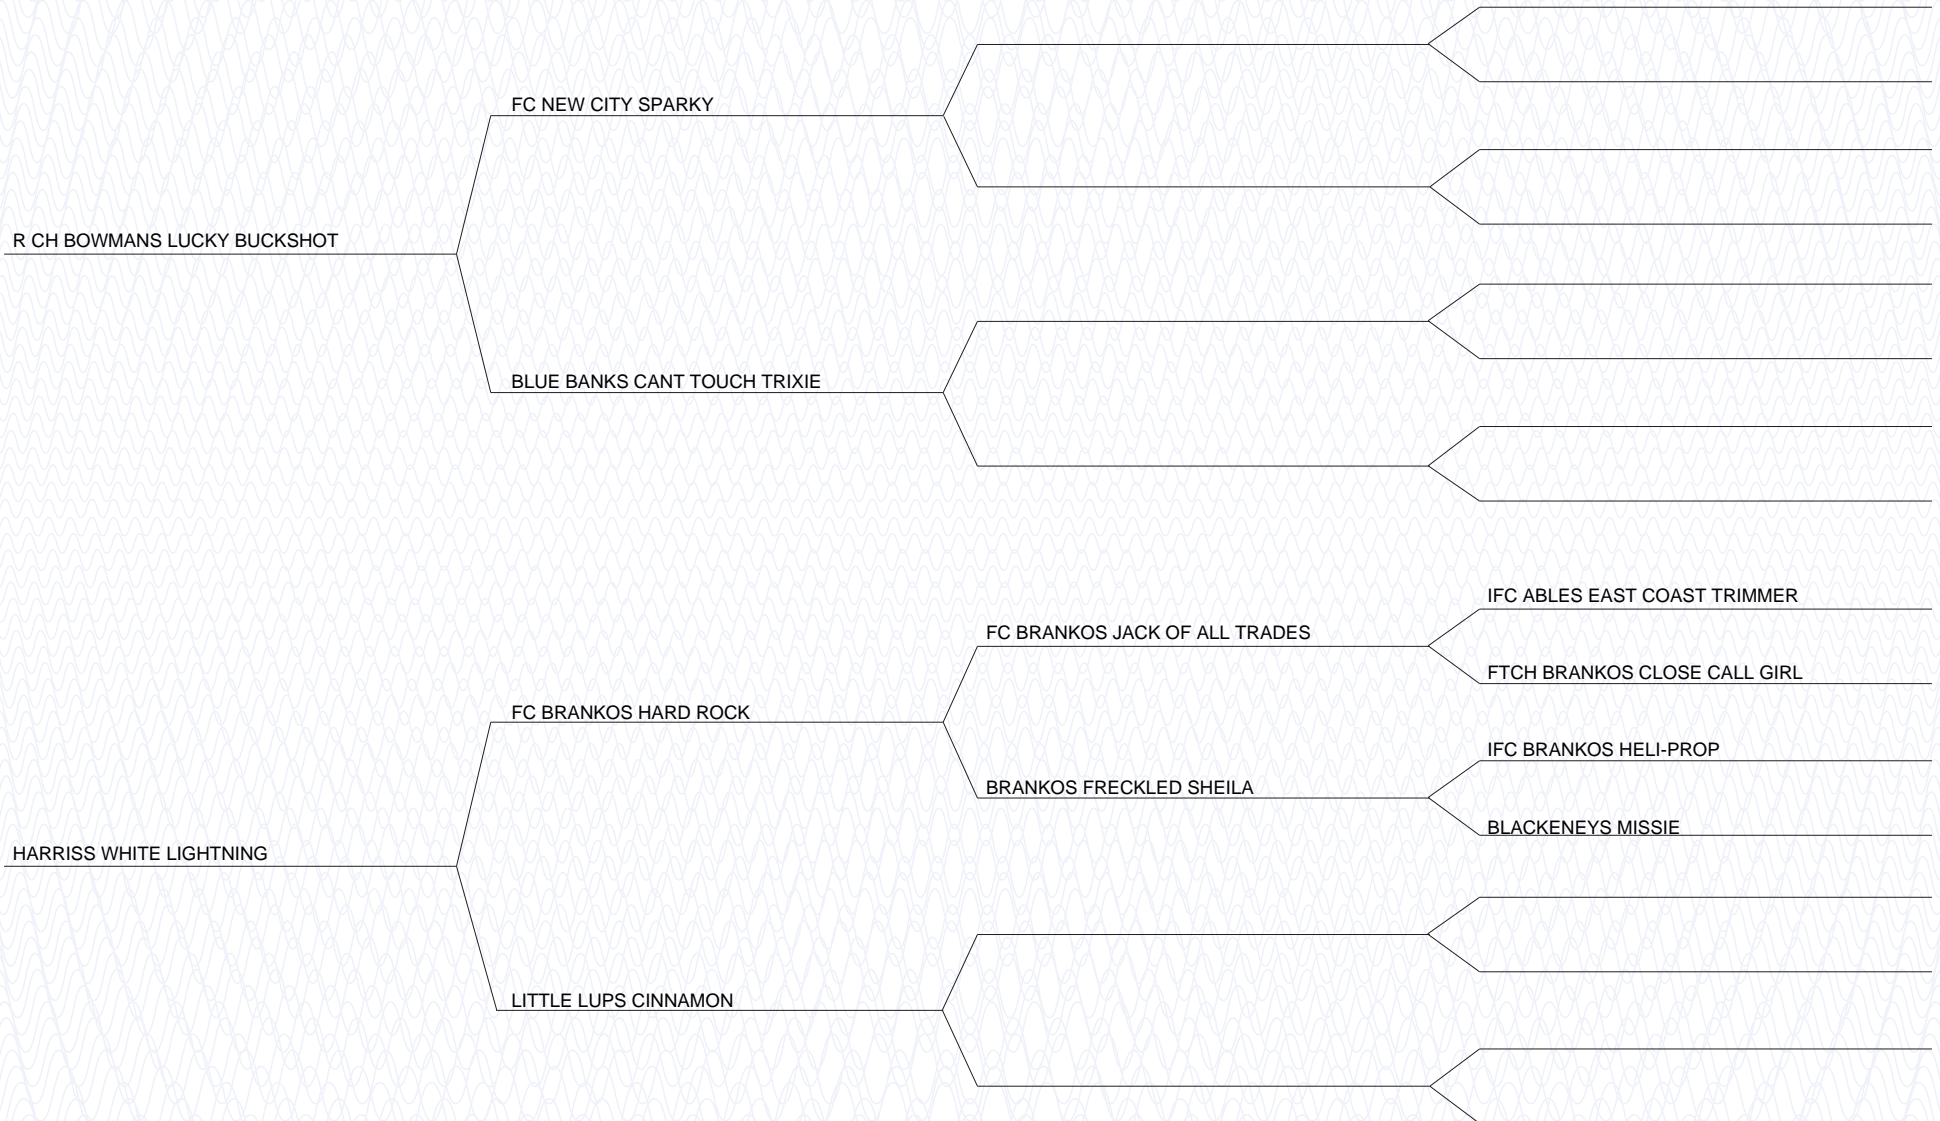 FC NEW CITY SPARKY
R CH BOWMANS LUCKY BUCKSHOT
BLUE BANKS CANT TOUCH TRIXIE
IFC ABLES EAST COAST TRIMMER
FC BRANKOS JACK OF ALL TRADES
FTCH BRANKOS CLOSE CALL GIRL
FC BRANKOS HARD ROCK
IFC BRANKOS HELI-PROP
BRANKOS FRECKLED SHEILA
BLACKENEYS MISSIE
HARRISS WHITE LIGHTNING
LITTLE LUPS CINNAMON